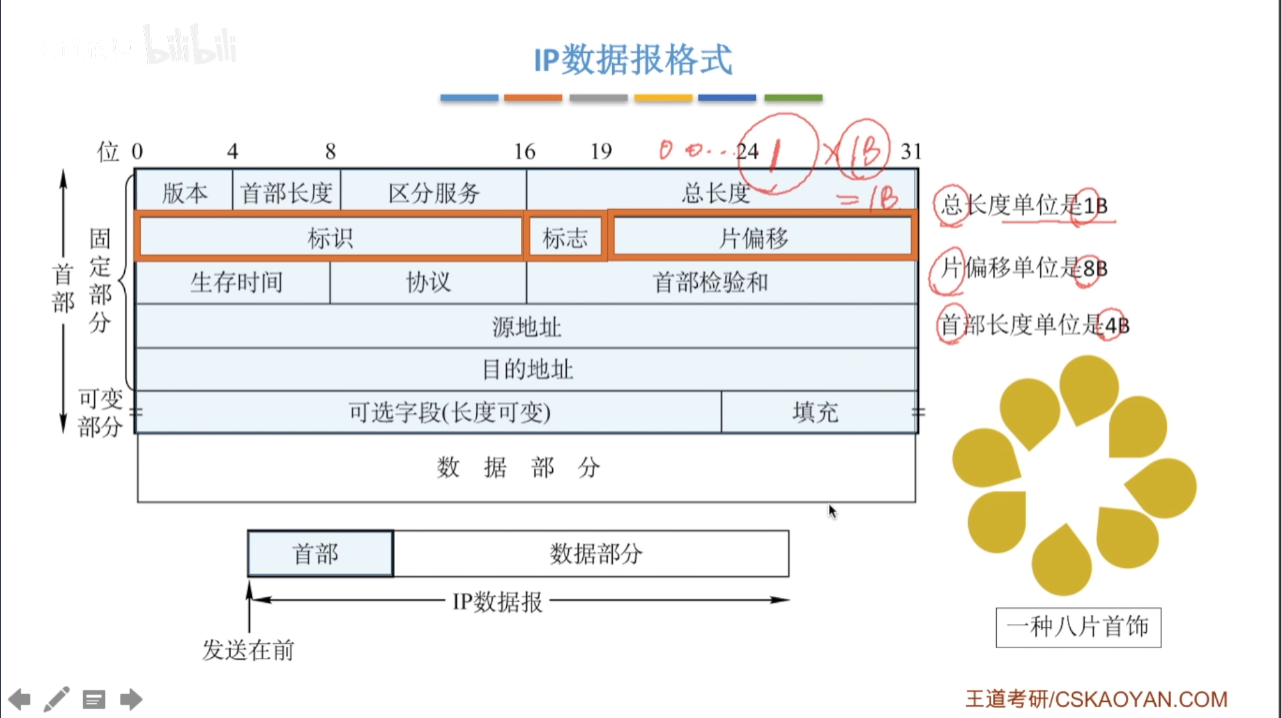 bilibili
IP数据报格式
位 0 4 8 16 19 24 31
0 0 ... 1 × 1B
= 1B
版本 首部长度 区分服务 总长度
标识 标志 片偏移
生存时间 协议 首部检验和
源地址
目的地址
可选字段(长度可变) 填充
数 据 部 分
首部
固定部分
可变
部分
总长度单位是1B
片偏移单位是8B
首部长度单位是4B
一种八片首饰
首部 数据部分
IP数据报
发送在前
王道考研/CSKAOYAN.COM